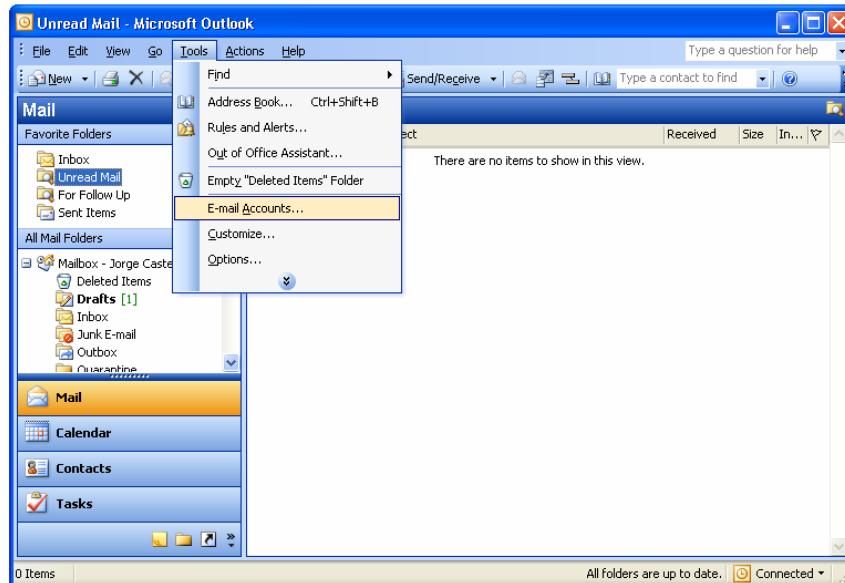 Unread Mail - Microsoft Outlook
File Edit View Go Tools Actions Help Type a question for help
New Send/Receive Type a contact to find
Find
Address Book... Ctrl+Shift+B
Rules and Alerts...
Out of Office Assistant...
Empty "Deleted Items" Folder
E-mail Accounts...
Customize...
Options...
Mail
Favorite Folders
Inbox
Unread Mail
For Follow Up
Sent Items
All Mail Folders
Mailbox - Jorge Caste
Deleted Items
Drafts [1]
Inbox
Junk E-mail
Outbox
Quarantine
Mail
Calendar
Contacts
Tasks
ect Received Size In...
There are no items to show in this view.
0 Items All folders are up to date. Connected